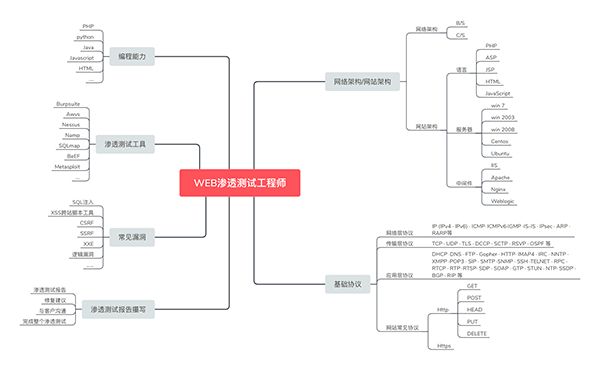 PHP
python
Java
Javascript
HTML
...
编程能力
Burpsuite
Awvs
Nessus
Namp
SQLmap
BeEF
Metasploit
...
渗透测试工具
SQL注入
XSS跨站脚本工具
CSRF
SSRF
XXE
逻辑漏洞
......
常见漏洞
渗透测试报告
修复建议
与客户沟通
完成整个渗透测试
渗透测试报告撰写
WEB渗透测试工程师
网络架构/网站架构
网络架构
B/S
C/S
网站架构
语言
PHP
ASP
JSP
HTML
JavaScript
服务器
win 7
win 2003
win 2008
Centos
Ubuntu
中间件
IIS
Apache
Nginx
Weblogic
基础协议
网络层协议
IP (IPv4 · IPv6) · ICMP· ICMPv6·IGMP ·IS-IS · IPsec · ARP ·
RARP等
传输层协议
TCP · UDP · TLS · DCCP · SCTP · RSVP · OSPF 等
应用层协议
DHCP ·DNS · FTP · Gopher · HTTP· IMAP4 · IRC · NNTP ·
XMPP ·POP3 · SIP · SMTP ·SNMP · SSH ·TELNET · RPC ·
RTCP · RTP ·RTSP· SDP · SOAP · GTP · STUN · NTP· SSDP ·
BGP · RIP 等
网站常见协议
Http
GET
POST
HEAD
PUT
DELETE
Https